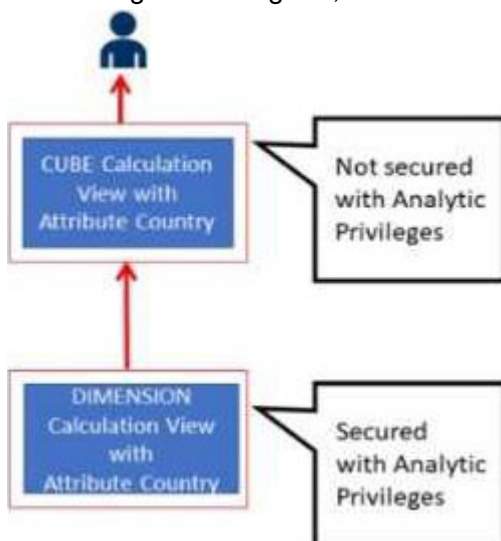 CUBE Calculation
View with
Attribute Country
Not secured
with Analytic
Privileges
DIMENSION
Calculation View
with
Attribute Country
Secured
with Analytic
Privileges